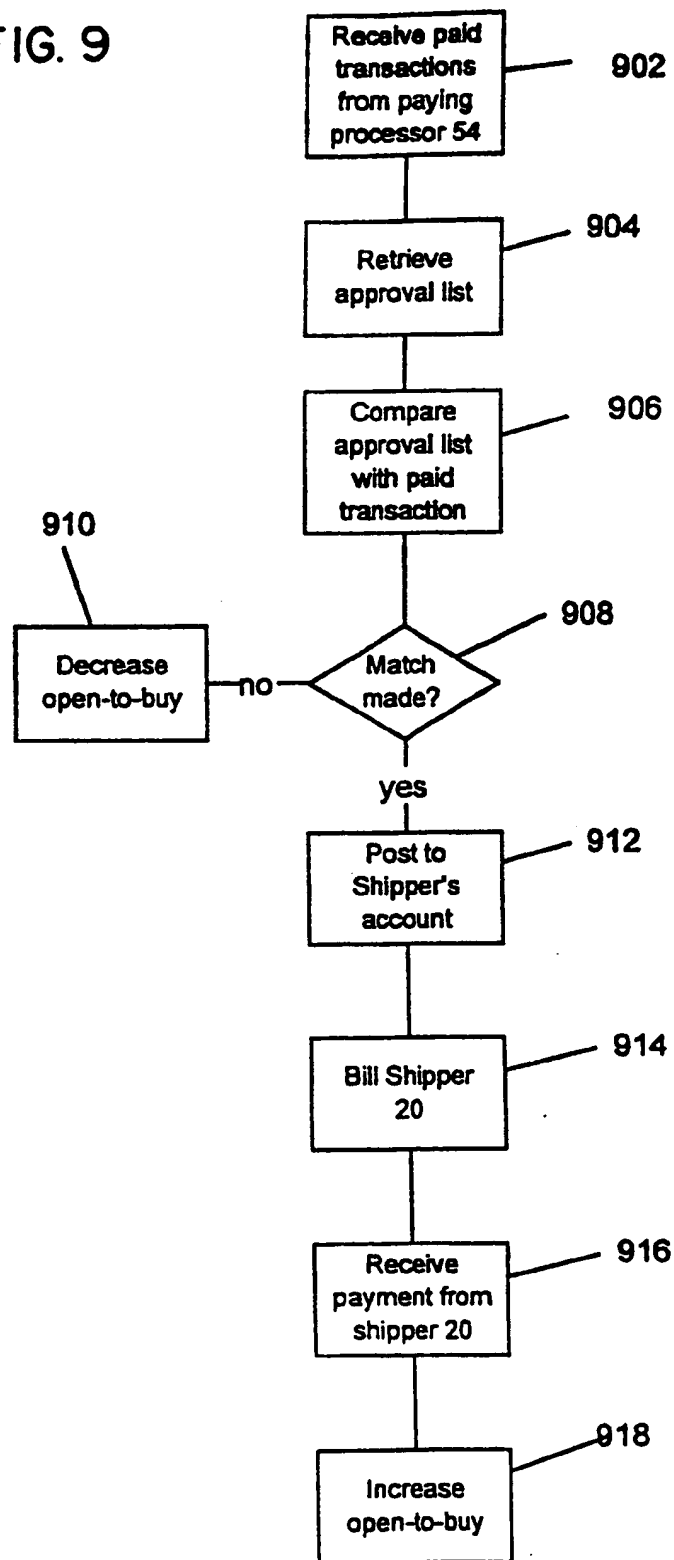 FIG. 9
Receive paid
transactions
from paying
processor 54
902
Retrieve
approval list
904
Compare
approval list
with paid
transaction
906
910
Decrease
open-to-buy
no
Match
made?
908
yes
Post to
Shipper's
account
912
Bill Shipper
20
914
Receive
payment from
shipper 20
916
Increase
open-to-buy
918